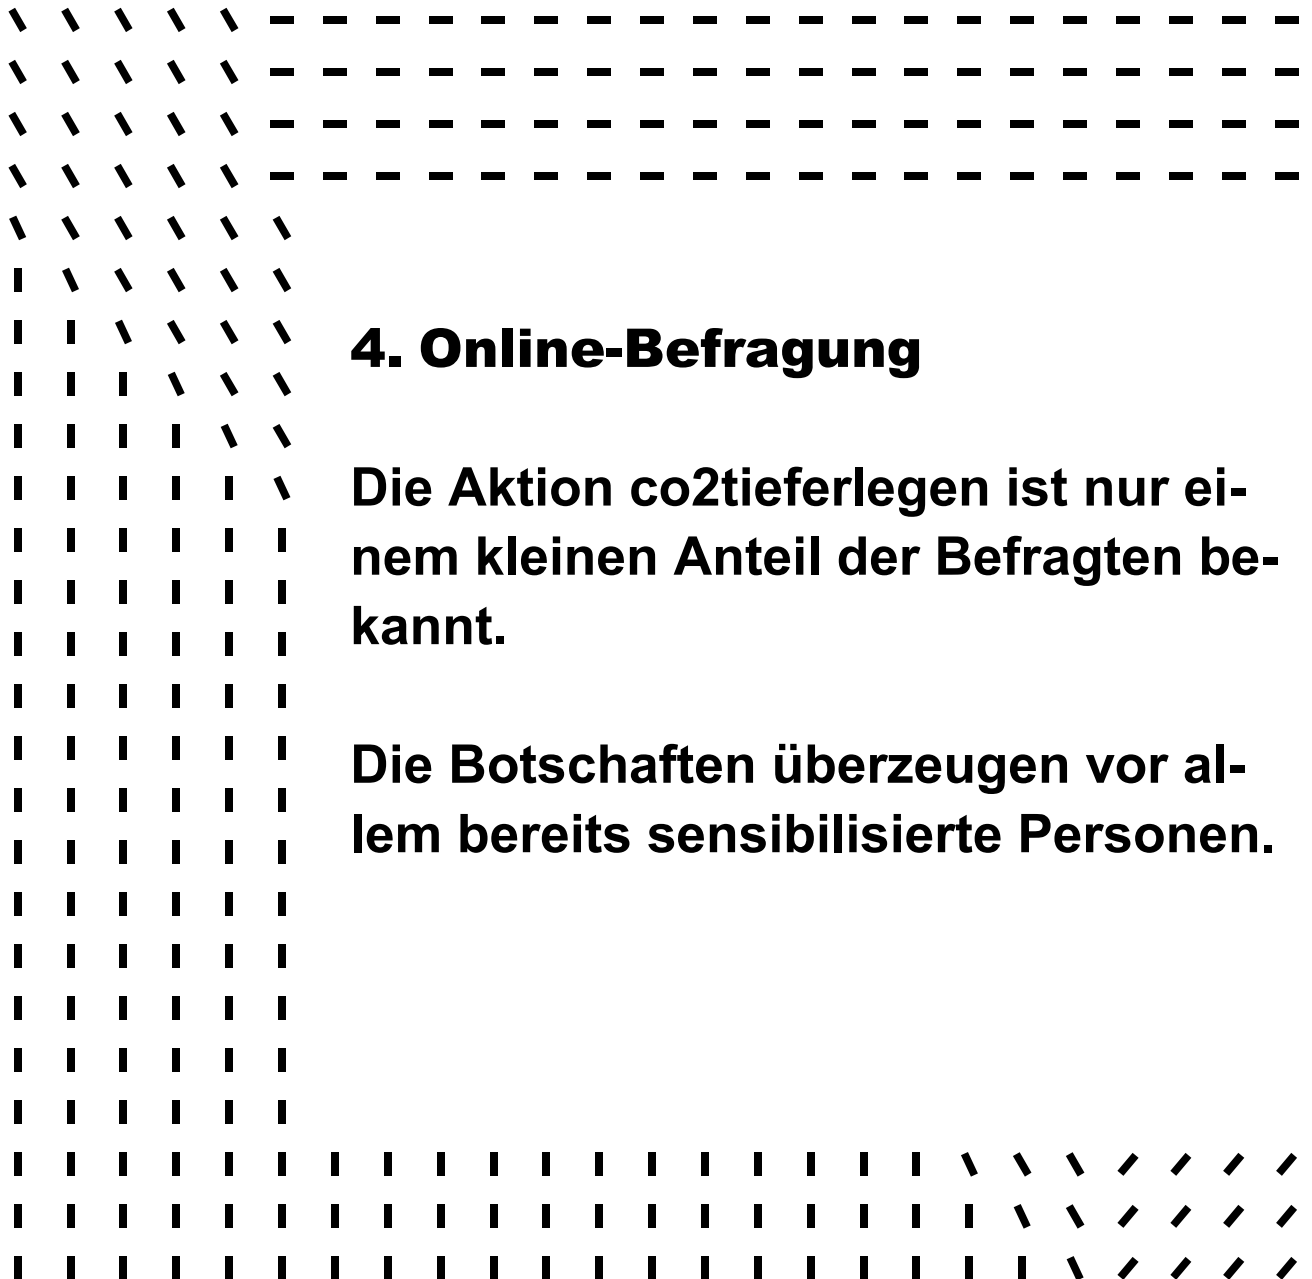 4. Online-Befragung
Die Aktion co2tieferlegen ist nur ei-
nem kleinen Anteil der Befragten be-
kannt.
Die Botschaften überzeugen vor al-
lem bereits sensibilisierte Personen.